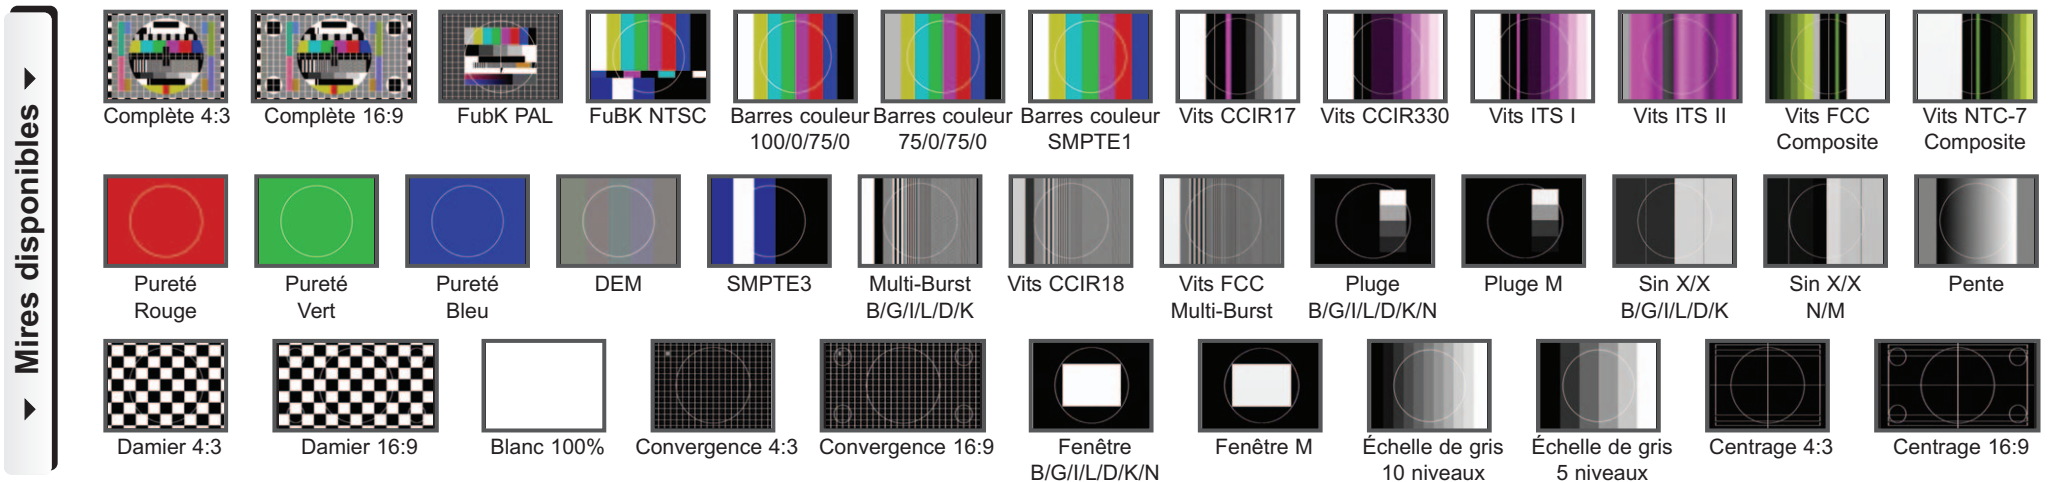 Mires disponibles
Complète 4:3
Complète 16:9
FubK PAL
FuBK NTSC
Barres couleur
100/0/75/0
Barres couleur
75/0/75/0
Barres couleur
SMPTE1
Vits CCIR17
Vits CCIR330
Vits ITS I
Vits ITS II
Vits FCC
Composite
Vits NTC-7
Composite
Pureté
Rouge
Pureté
Vert
Pureté
Bleu
DEM
SMPTE3
Multi-Burst
B/G/I/L/D/K
Vits CCIR18
Vits FCC
Multi-Burst
Pluge
B/G/I/L/D/K/N
Pluge M
Sin X/X
B/G/I/L/D/K
Sin X/X
N/M
Pente
Damier 4:3
Damier 16:9
Blanc 100%
Convergence 4:3
Convergence 16:9
Fenêtre
B/G/I/L/D/K/N
Fenêtre M
Échelle de gris
10 niveaux
Échelle de gris
5 niveaux
Centrage 4:3
Centrage 16:9